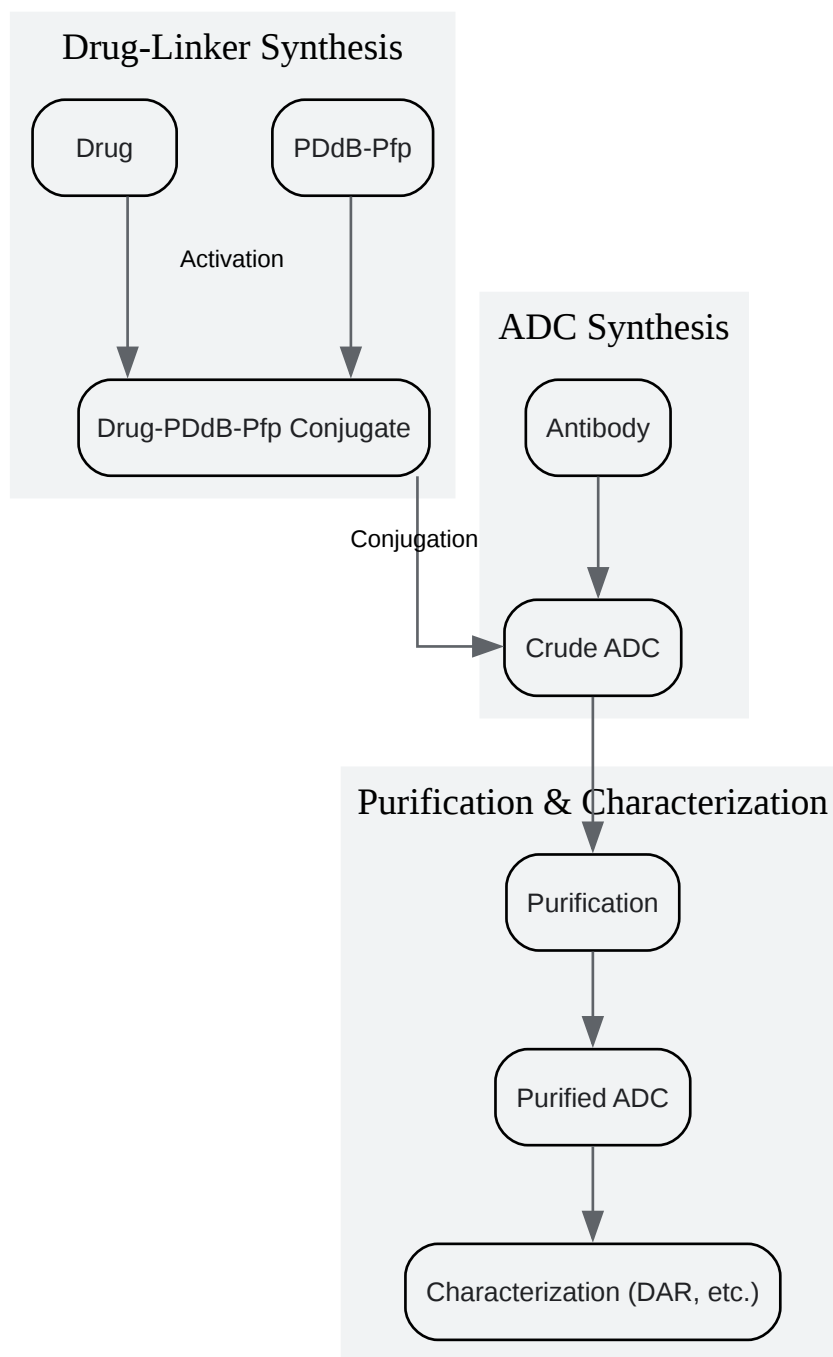 Drug-Linker Synthesis
Drug
PDdB-Pfp
Activation
Drug-PDdB-Pfp Conjugate
ADC Synthesis
Antibody
Conjugation
Crude ADC
Purification & Characterization
Purification
Purified ADC
Characterization (DAR, etc.)